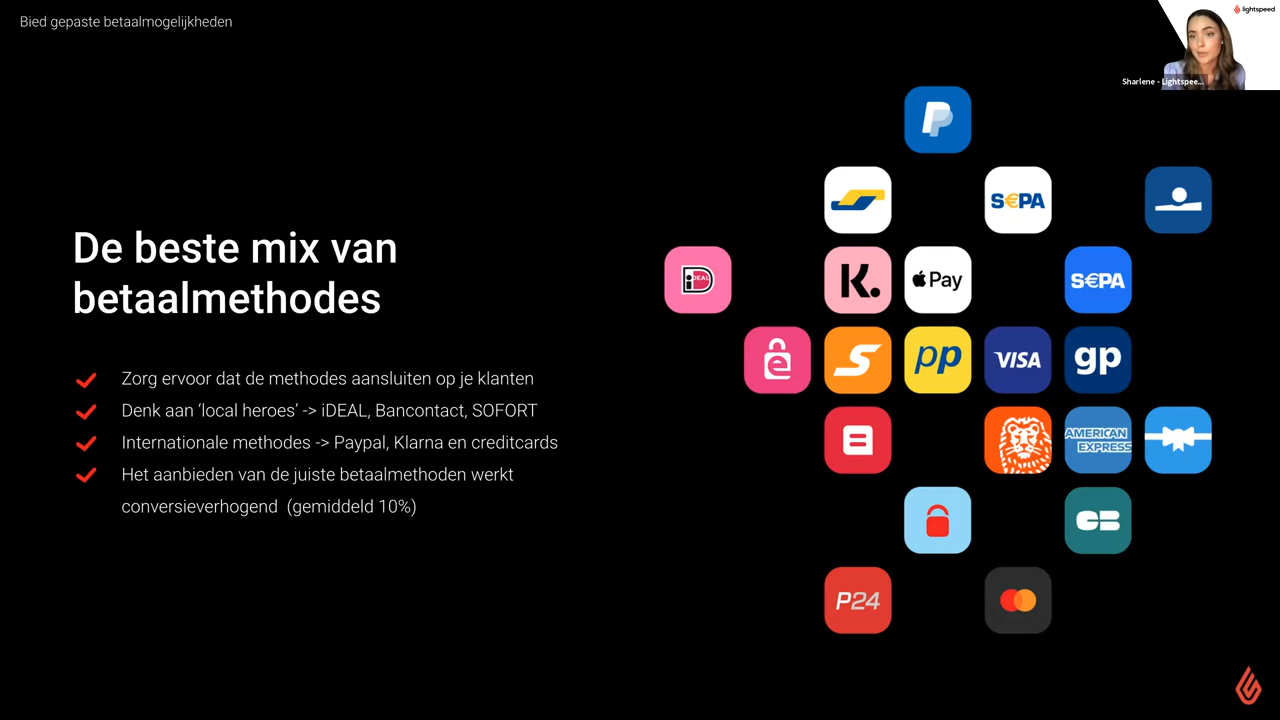 Bied gepaste betaalmogelijkheden
lightspeed
Sharlene - Lightspee...
De beste mix van
betaalmethodes
Zorg ervoor dat de methodes aansluiten op je klanten
Denk aan ‘local heroes’ -> iDEAL, Bancontact, SOFORT
Internationale methodes -> Paypal, Klarna en creditcards
Het aanbieden van de juiste betaalmethoden werkt
conversieverhogend (gemiddeld 10%)
S€PA
iDEAL
K.
Pay
S€PA
e
S
pp
VISA
gp
AMERICAN
EXPRESS
CB
P24